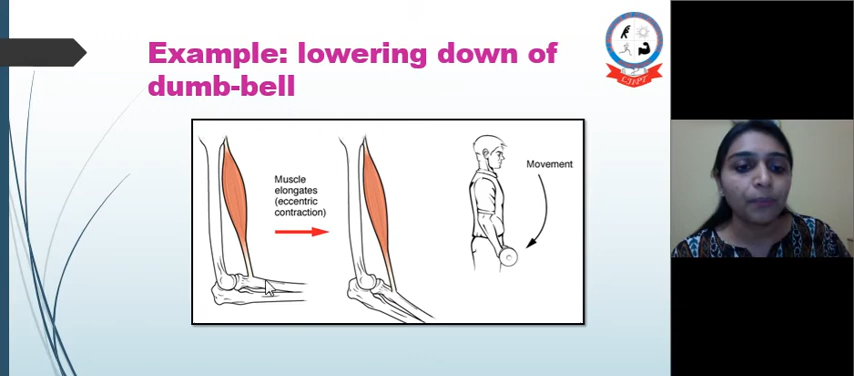 Example: lowering down of
dumb-bell
Muscle
elongates
(eccentric
contraction)
Movement